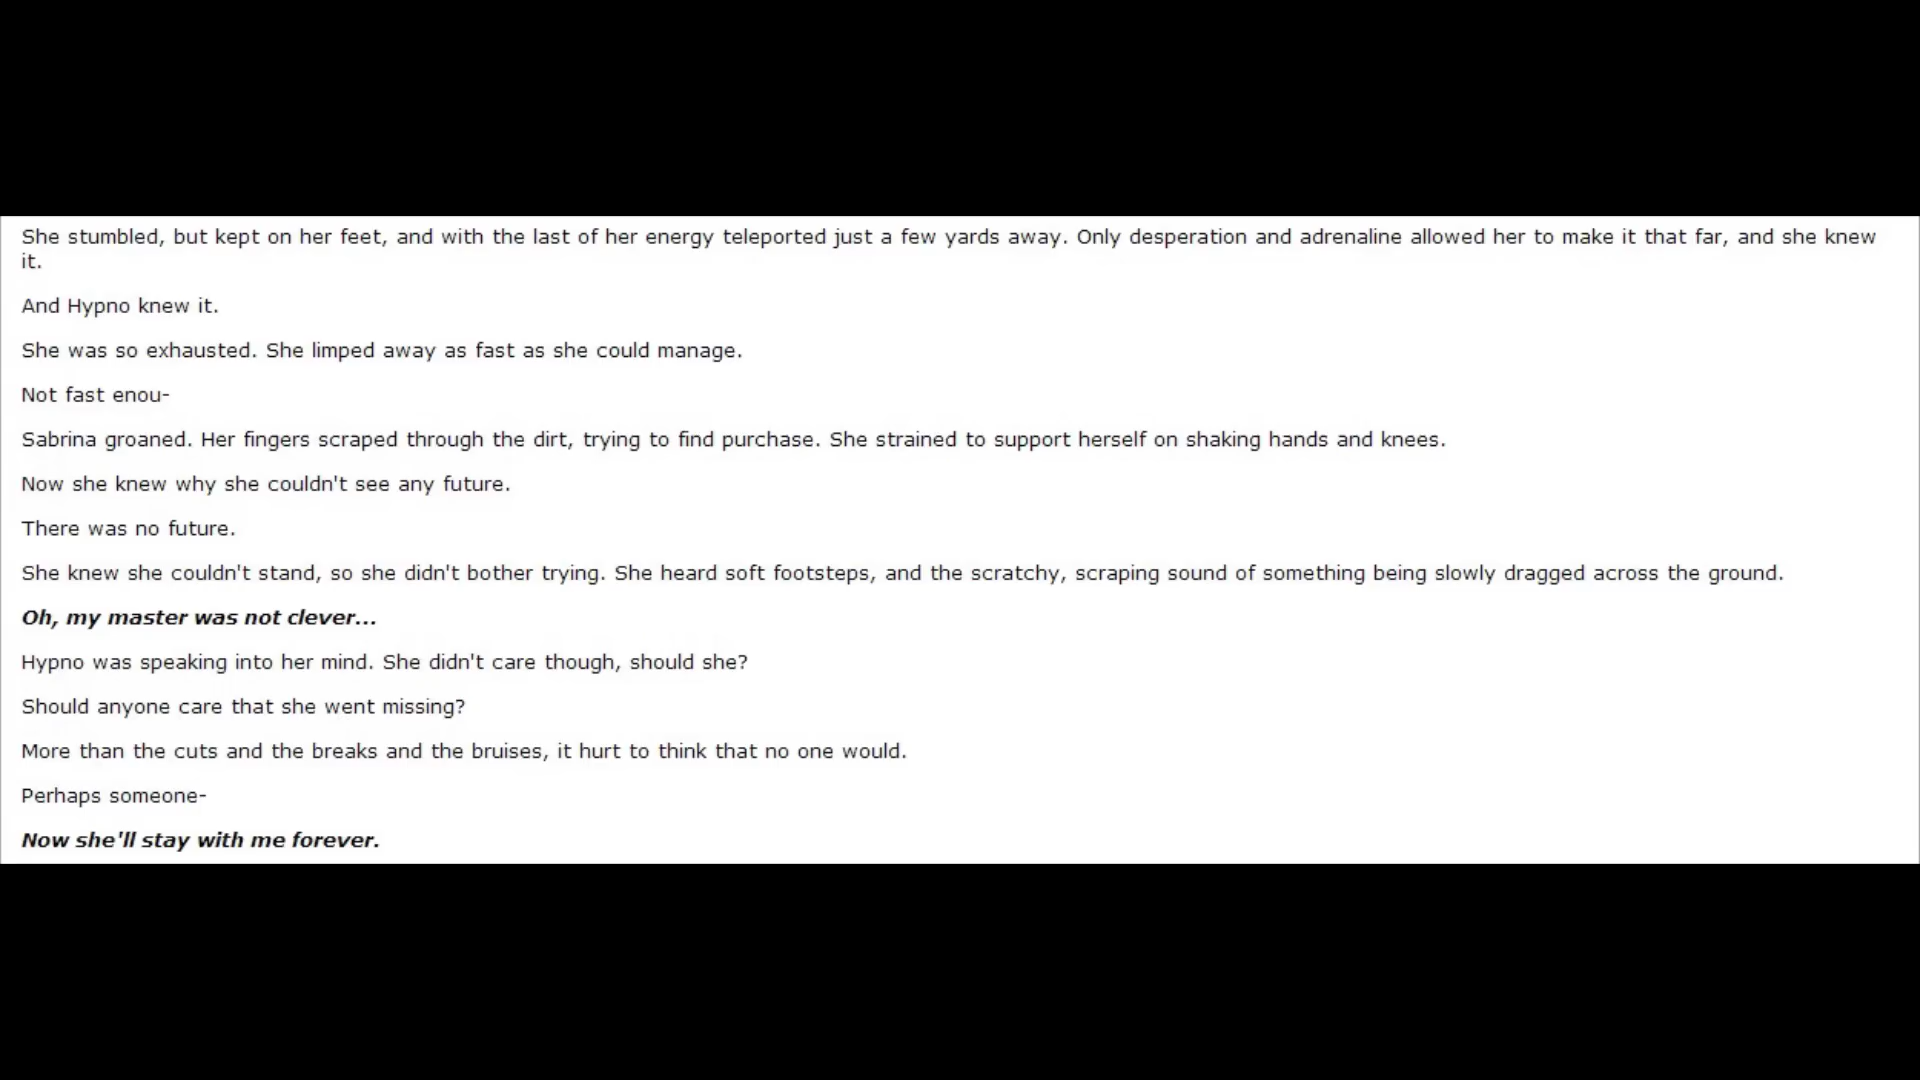 She stumbled, but kept on her feet, and with the last of her energy teleported just a few yards away. Only desperation and adrenaline allowed her to make it that far, and she knew
it.
And Hypno knew it.
She was so exhausted. She limped away as fast as she could manage.
Not fast enou-
Sabrina groaned. Her fingers scraped through the dirt, trying to find purchase. She strained to support herself on shaking hands and knees.
Now she knew why she couldn't see any future.
There was no future.
She knew she couldn't stand, so she didn't bother trying. She heard soft footsteps, and the scratchy, scraping sound of something being slowly dragged across the ground.
Oh, my master was not clever...
Hypno was speaking into her mind. She didn't care though, should she?
Should anyone care that she went missing?
More than the cuts and the breaks and the bruises, it hurt to think that no one would.
Perhaps someone-
Now she'll stay with me forever.